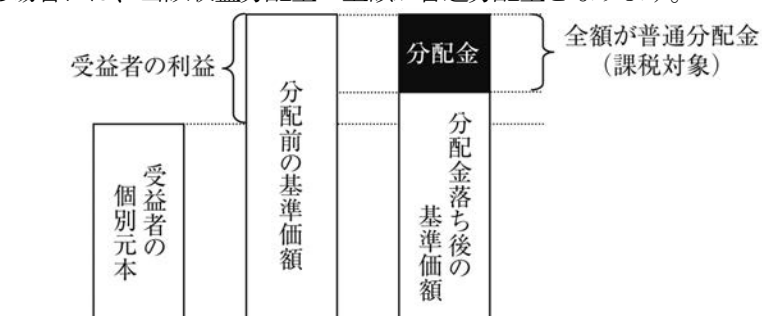 受益者の利益
分配金
全額が普通分配金
（課税対象）
受益者の
個別元本
分配前の基準価額
分配金落ち後の
基準価額